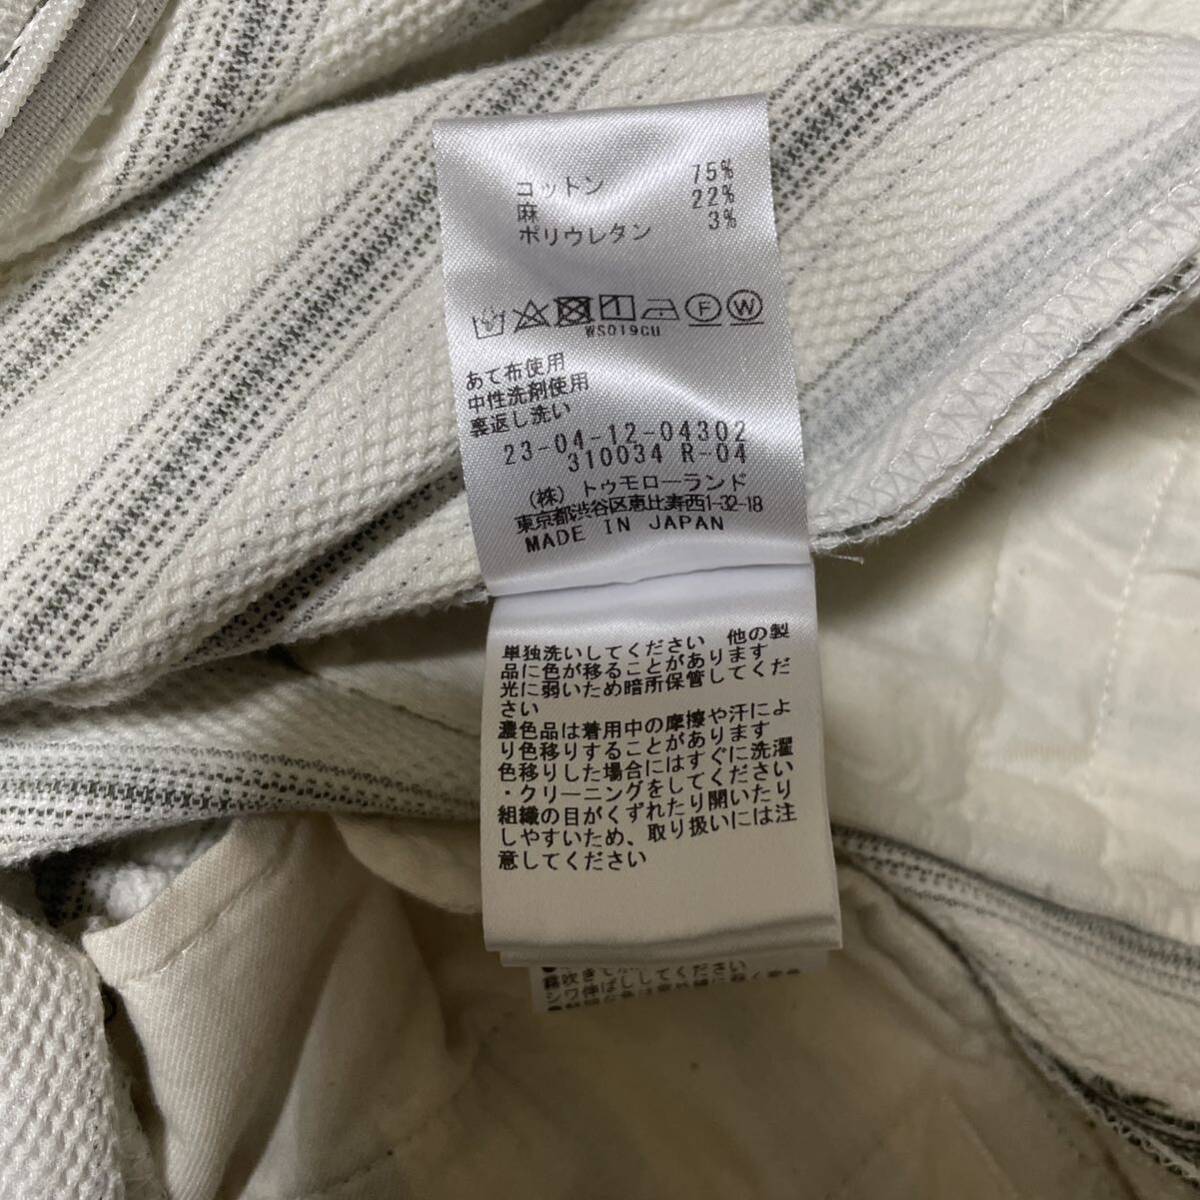 コットン 75%
麻 22%
ポリウレタン 3%
F W
WS019CU
あて布使用
中性洗剤使用
裏返し洗い
23-04-12-04302
310034 R-04
(株) トゥモローランド
東京都渋谷区恵比寿西1-32-18
MADE IN JAPAN
単独洗いしてください 他の製
品に色が移ることがあります
光に弱いため暗所保管してくだ
さい
濃色品は着用中の摩擦や汗によ
り色移りすることがあります
色移りした場合にはすぐに洗濯
・クリーニングをしてください
組織の目がくずれたり開いたり
しやすいため、取り扱いには注
意してください
シワ伸ばししてください